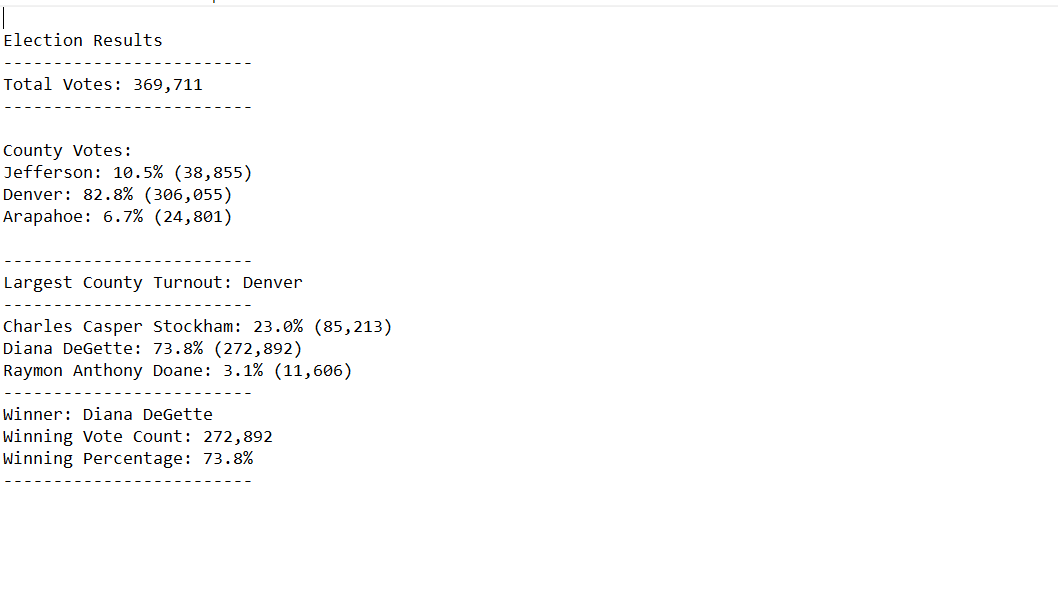 Election Results
-------------------------
Total Votes: 369,711
-------------------------
County Votes:
Jefferson: 10.5% (38,855)
Denver: 82.8% (306,055)
Arapahoe: 6.7% (24,801)
-------------------------
Largest County Turnout: Denver
-------------------------
Charles Casper Stockham: 23.0% (85,213)
Diana DeGette: 73.8% (272,892)
Raymon Anthony Doane: 3.1% (11,606)
-------------------------
Winner: Diana DeGette
Winning Vote Count: 272,892
Winning Percentage: 73.8%
-------------------------